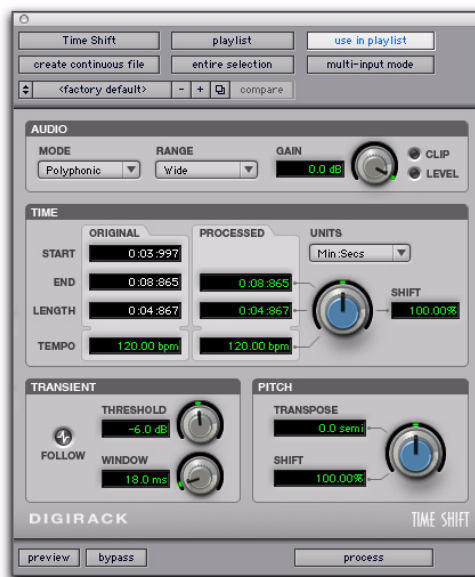 Time Shift playlist use in playlist
create continuous file entire selection multi-input mode
<factory default> - + compare
AUDIO
MODE RANGE GAIN
Polyphonic Wide 0.0 dB CLIP
LEVEL
TIME
ORIGINAL PROCESSED UNITS
START 0:03:997 Min:Secs
END 0:08:865 0:08:865 SHIFT
LENGTH 0:04:867 0:04:867 100.00%
TEMPO 120.00 bpm 120.00 bpm
TRANSIENT PITCH
THRESHOLD TRANSPOSE
-6.0 dB 0.0 semi
FOLLOW WINDOW SHIFT
18.0 ms 100.00%
DIGIRACK TIME SHIFT
preview bypass process